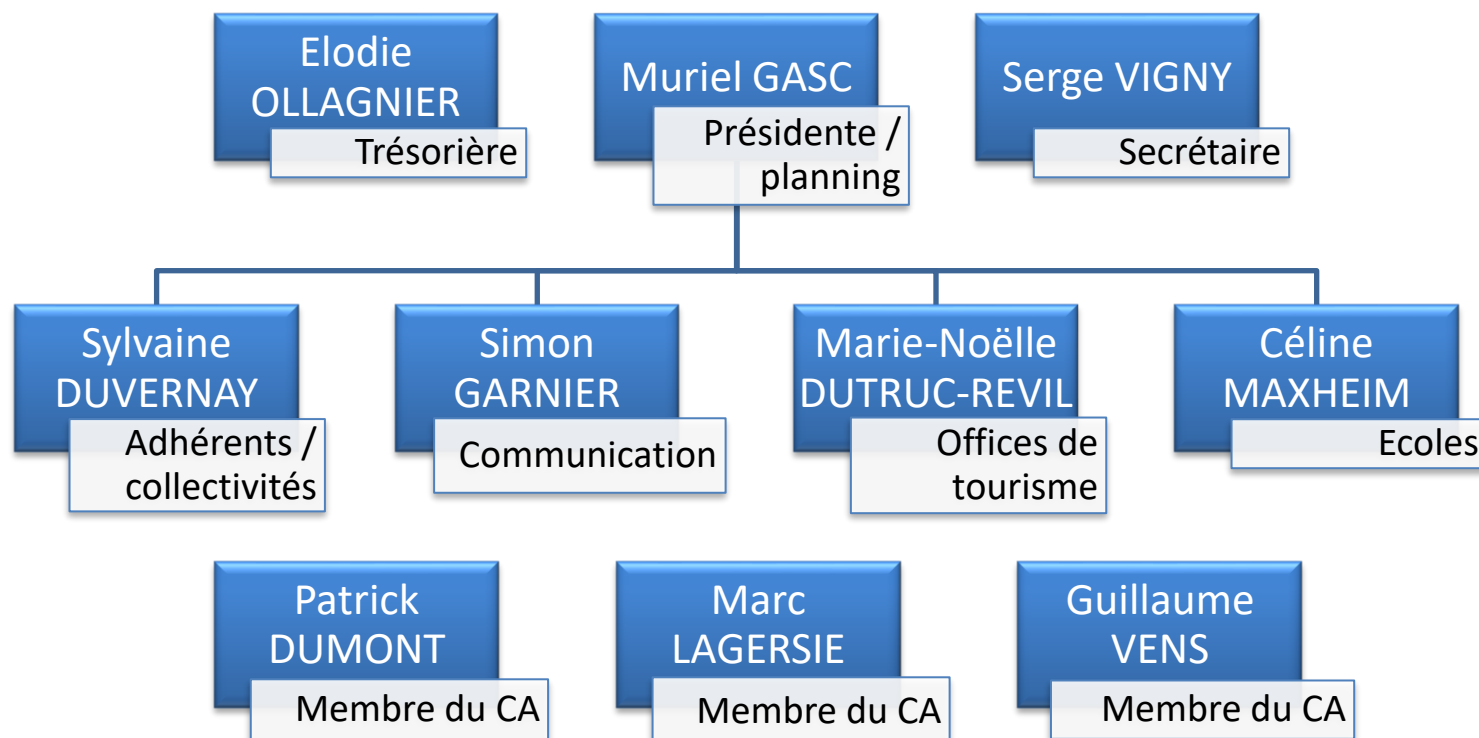 Elodie
OLLAGNIER
Trésorière
Muriel GASC
Présidente /
planning
Serge VIGNY
Secrétaire
Sylvaine
DUVERNAY
Adhérents /
collectivités
Simon
GARNIER
Communication
Marie-Noëlle
DUTRUC-REVIL
Offices de
tourisme
Céline
MAXHEIM
Ecoles
Patrick
DUMONT
Membre du CA
Marc
LAGERSIE
Membre du CA
Guillaume
VENS
Membre du CA